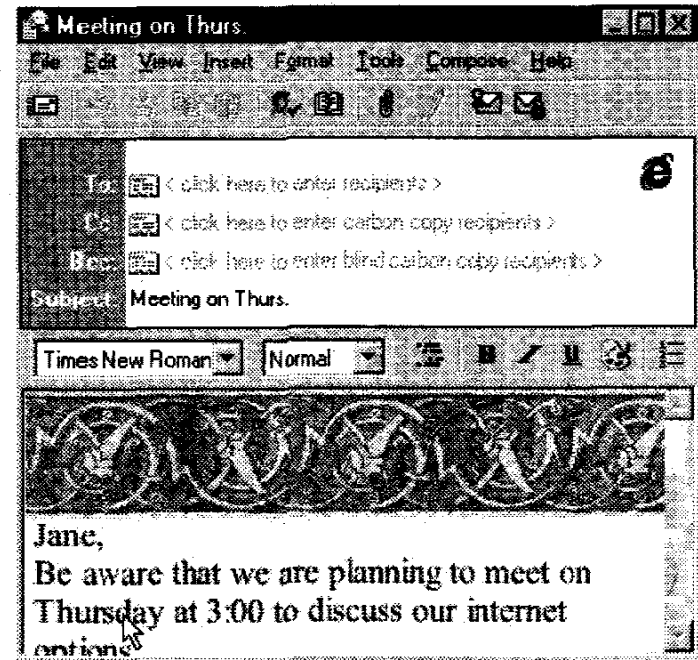 Meeting on Thurs.
File Edit View Insert Format Tools Compose Help
To: < click here to enter recipients >
Cc: < click here to enter carbon copy recipients >
Bcc: < click here to enter blind carbon copy recipients >
Subject: Meeting on Thurs.
Times New Roman Normal B I U
Jane,
Be aware that we are planning to meet on
Thursday at 3:00 to discuss our internet
options